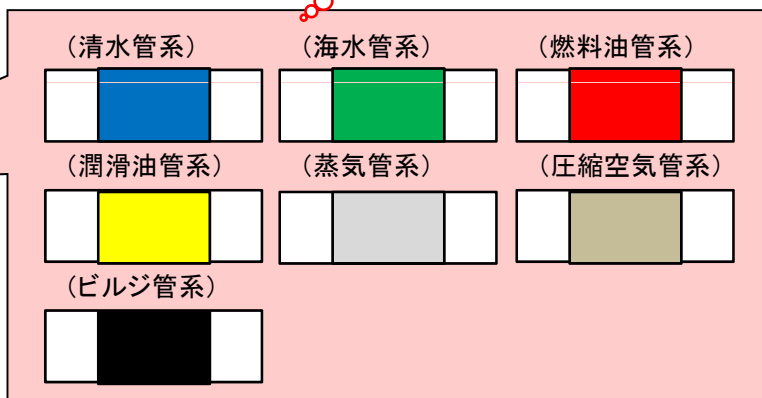 （清水管系）
（海水管系）
（燃料油管系）
（潤滑油管系）
（蒸気管系）
（圧縮空気管系）
（ビルジ管系）